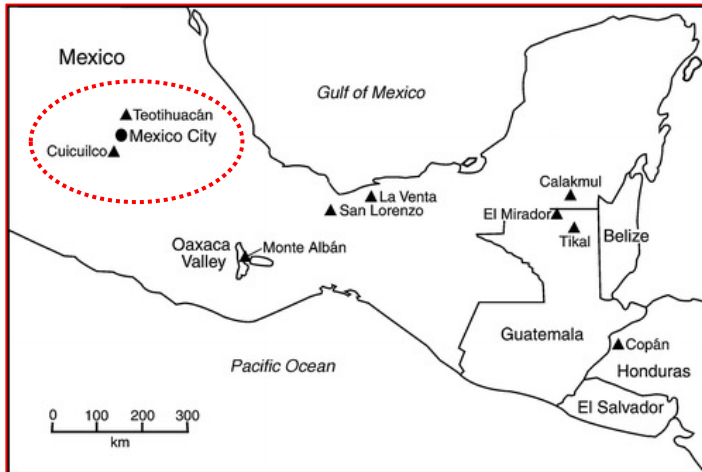 Mexico
Gulf of Mexico
Teotihuacán
Mexico City
Cuicuilco
Calakmul
La Venta
San Lorenzo
El Mirador
Tikal
Belize
Oaxaca
Valley
Monte Albán
Guatemala
Copán
Pacific Ocean
Honduras
El Salvador
0 100 200 300
km